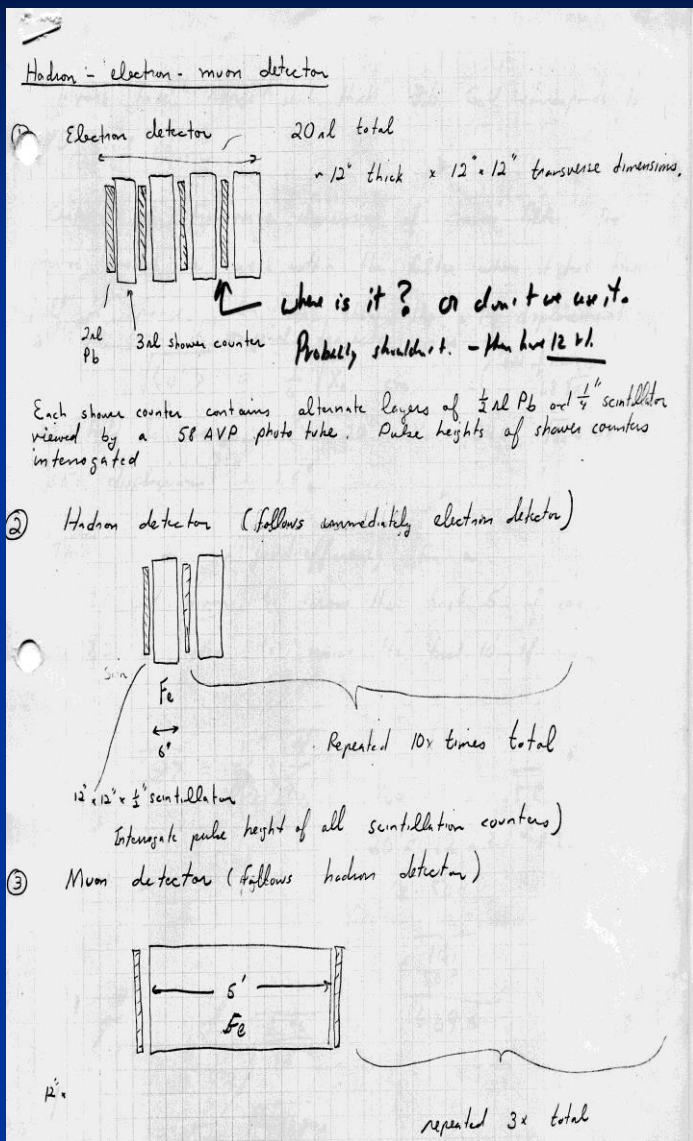 Hadron - electron - muon detector
① Electron detector 20 rl total
~ 12" thick x 12" x 12" transverse dimensions.
where is it? or don't we use it.
2rl Pb 3rl shower counter
Probably shouldn't. - then have 12 rl.
Each shower counter contains alternate layers of ½ rl Pb and ¼" scintillator
viewed by a 58 AVP photo tube. Pulse heights of shower counters
interrogated
② Hadron detector (follows immediately electron detector)
Fe
6"
Repeated 10x times total
12" x 12" x ½" scintillator
Interrogate pulse height of all scintillation counters)
③ Muon detector (follows hadron detector)
5'
Fe
12" x
repeated 3x total